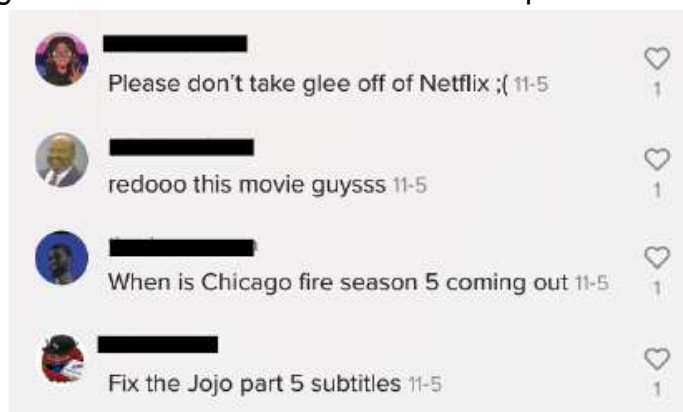 Please don't take glee off of Netflix ;( 11-5
1
redooo this movie guysss 11-5
1
When is Chicago fire season 5 coming out 11-5
1
Fix the Jojo part 5 subtitles 11-5
1